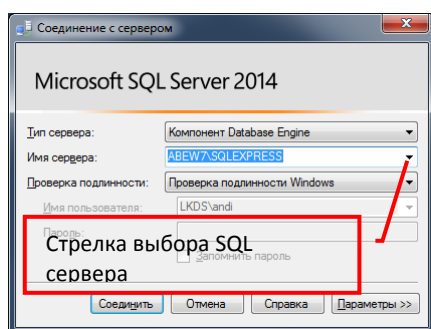 Соединение с сервером
Microsoft SQL Server 2014
Тип сервера: Компонент Database Engine
Имя сервера: ABEW7\SQLEXPRESS
Проверка подлинности: Проверка подлинности Windows
Имя пользователя: LKDS\andi
Пароль:
Стрелка выбора SQL
сервера
Запомнить пароль
Соединить Отмена Справка Параметры >>